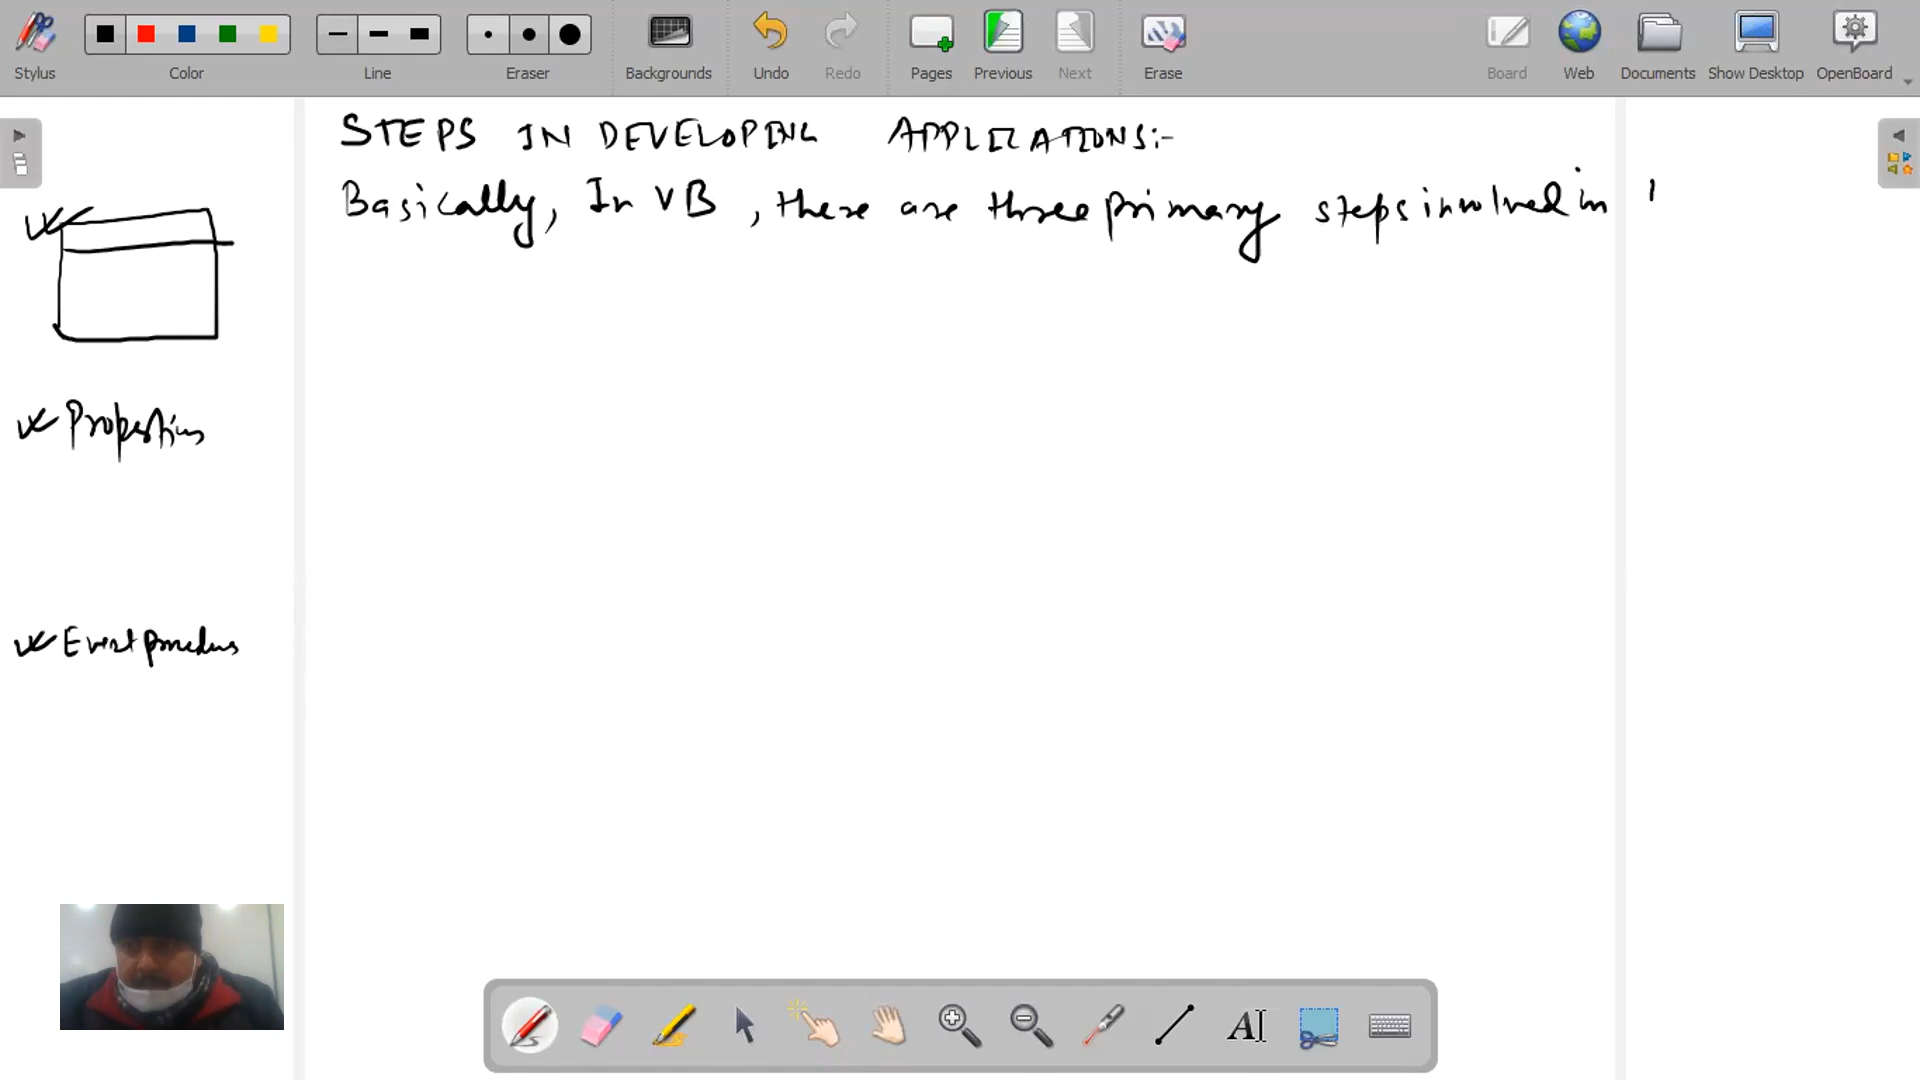 Stylus Color Line Eraser Backgrounds Undo Redo Pages Previous Next Erase Board Web Documents Show Desktop OpenBoard
STEPS IN DEVELOPING APPLICATIONS:-
Basically, In VB, there are three primary steps involved in
Properties
Event